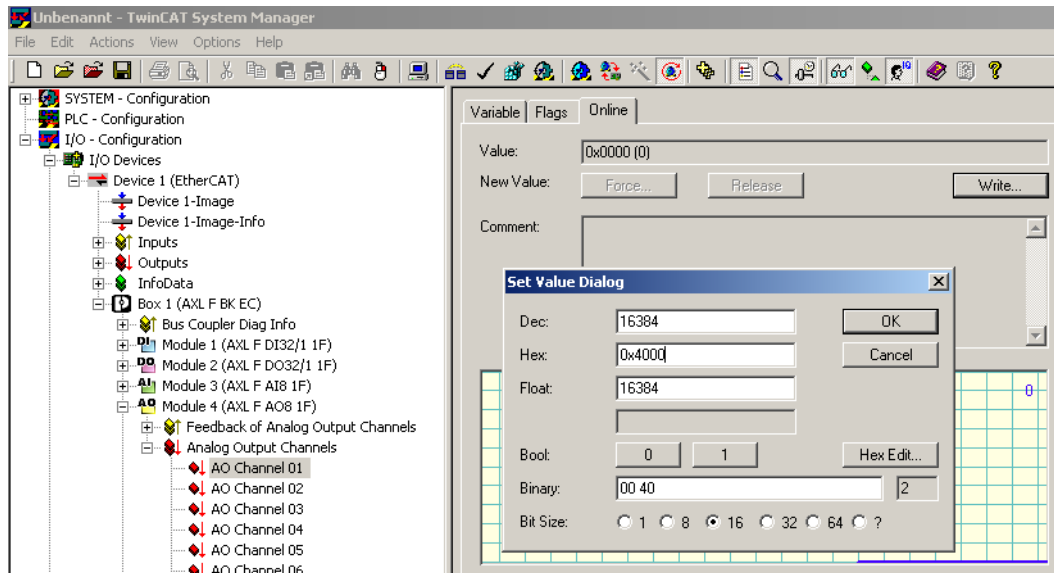 Unbenannt - TwinCAT System Manager
File Edit Actions View Options Help
SYSTEM - Configuration
PLC - Configuration
I/O - Configuration
I/O Devices
Device 1 (EtherCAT)
Device 1-Image
Device 1-Image-Info
Inputs
Outputs
InfoData
Box 1 (AXL F BK EC)
Bus Coupler Diag Info
Module 1 (AXL F DI32/1 1F)
Module 2 (AXL F DO32/1 1F)
Module 3 (AXL F AI8 1F)
Module 4 (AXL F AO8 1F)
Feedback of Analog Output Channels
Analog Output Channels
AO Channel 01
AO Channel 02
AO Channel 03
AO Channel 04
AO Channel 05
AO Channel 06
Variable Flags Online
Value: 0x0000 (0)
New Value: Force... Release Write...
Comment:
Set Value Dialog
Dec: 16384 OK
Hex: 0x4000 Cancel
Float: 16384
Bool: 0 1 Hex Edit...
Binary: 00 40 2
Bit Size: 1 8 16 32 64 ?
0